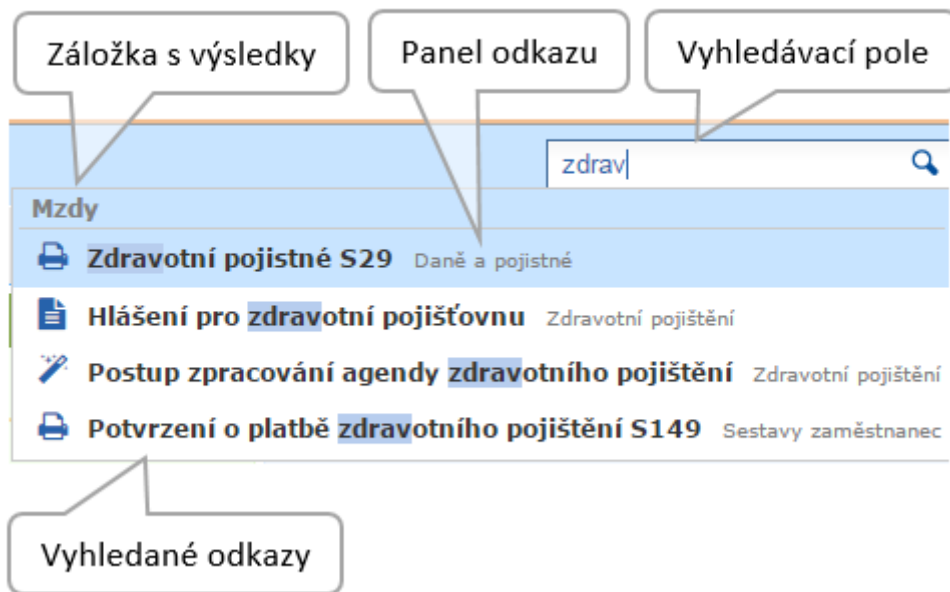 Záložka s výsledky
Panel odkazu
Vyhledávací pole
zdrav
Mzdy
Zdravotní pojistné S29 Daně a pojistné
Hlášení pro zdravotní pojišťovnu Zdravotní pojištění
Postup zpracování agendy zdravotního pojištění Zdravotní pojištění
Potvrzení o platbě zdravotního pojištění S149 Sestavy zaměstnanec
Vyhledané odkazy